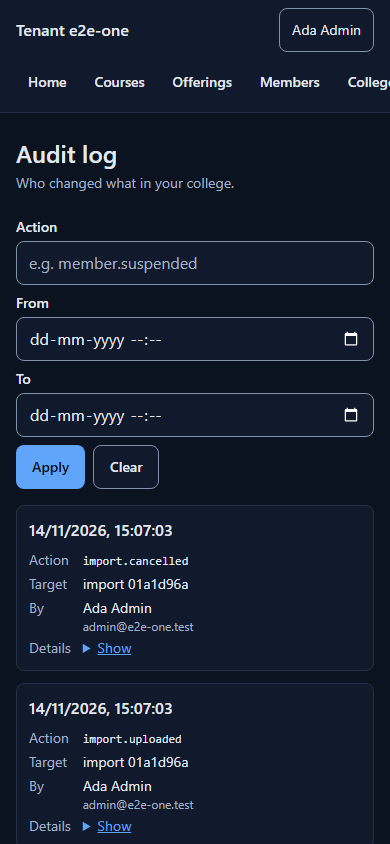 Tenant e2e-one
Ada Admin
Home Courses Offerings Members College
Audit log
Who changed what in your college.
Action
e.g. member.suspended
From
dd-mm-yyyy --:--
To
dd-mm-yyyy --:--
Apply Clear
14/11/2026, 15:07:03
Action import.cancelled
Target import 01a1d96a
By Ada Admin
admin@e2e-one.test
Details Show
14/11/2026, 15:07:03
Action import.uploaded
Target import 01a1d96a
By Ada Admin
admin@e2e-one.test
Details Show